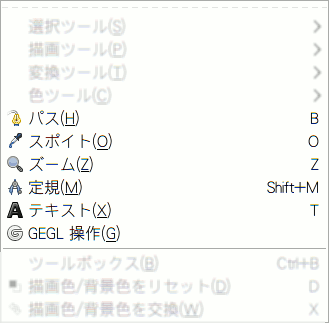 選択ツール(S)
描画ツール(P)
変換ツール(T)
色ツール(C)
パス(H) B
スポイト(O) O
ズーム(Z) Z
定規(M) Shift+M
テキスト(X) T
GEGL 操作(G)
ツールボックス(B) Ctrl+B
描画色/背景色をリセット(D) D
描画色/背景色を交換(W) X